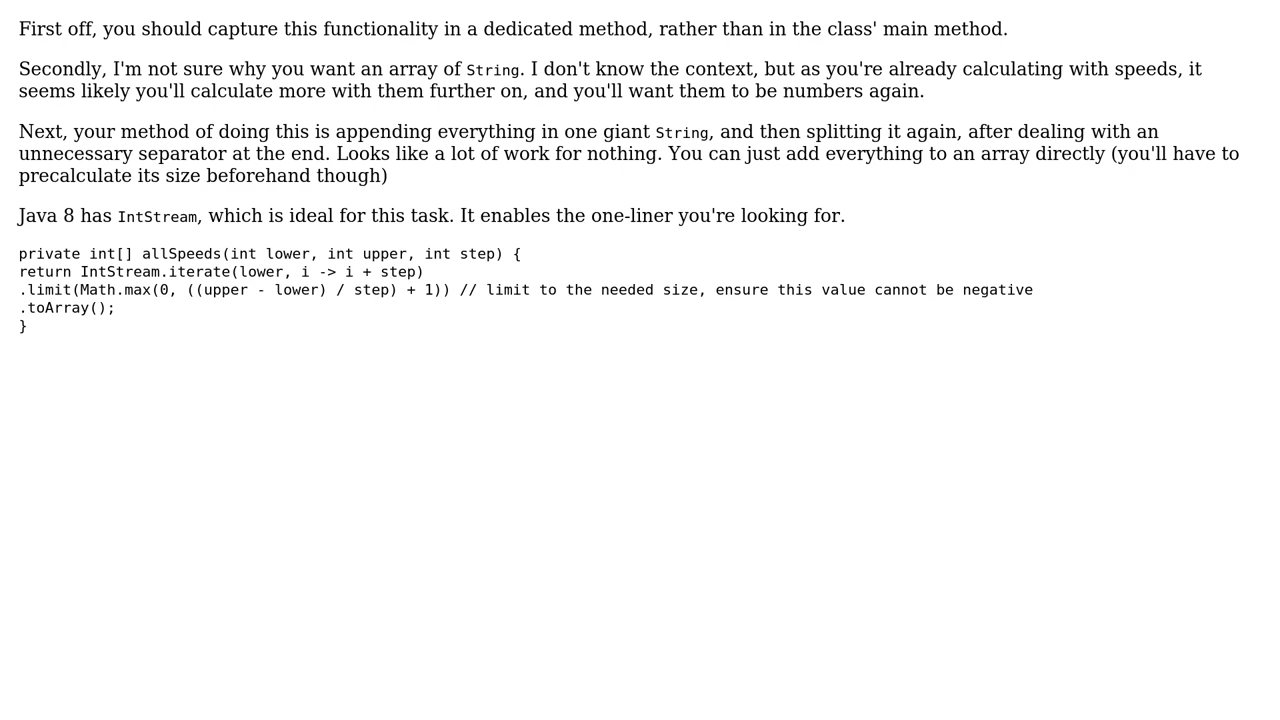 First off, you should capture this functionality in a dedicated method, rather than in the class' main method.
Secondly, I'm not sure why you want an array of String. I don't know the context, but as you're already calculating with speeds, it
seems likely you'll calculate more with them further on, and you'll want them to be numbers again.
Next, your method of doing this is appending everything in one giant String, and then splitting it again, after dealing with an
unnecessary separator at the end. Looks like a lot of work for nothing. You can just add everything to an array directly (you'll have to
precalculate its size beforehand though)
Java 8 has IntStream, which is ideal for this task. It enables the one-liner you're looking for.
private int[] allSpeeds(int lower, int upper, int step) {
return IntStream.iterate(lower, i -> i + step)
.limit(Math.max(0, ((upper - lower) / step) + 1)) // limit to the needed size, ensure this value cannot be negative
.toArray();
}